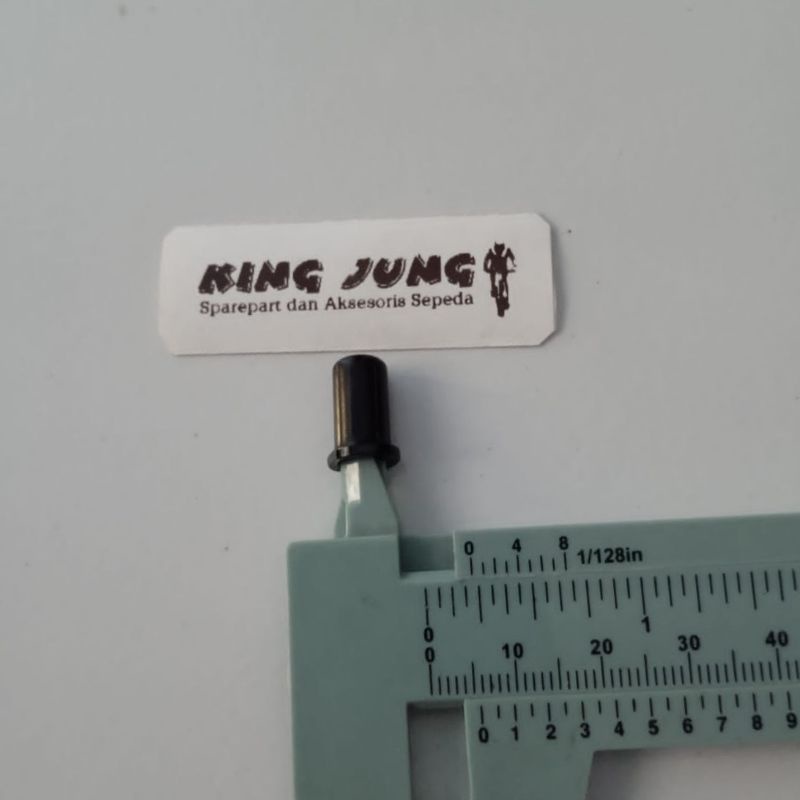 KING JUNG
Sparepart dan Aksesoris Sepeda
0 4 8 1/128in
0 1
0 10 20 30 40
0 1 2 3 4 5 6 7 8 9